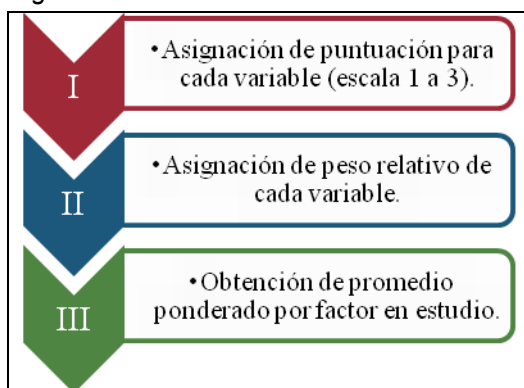 I
•Asignación de puntuación para
cada variable (escala 1 a 3).
II
•Asignación de peso relativo de
cada variable.
III
•Obtención de promedio
ponderado por factor en estudio.